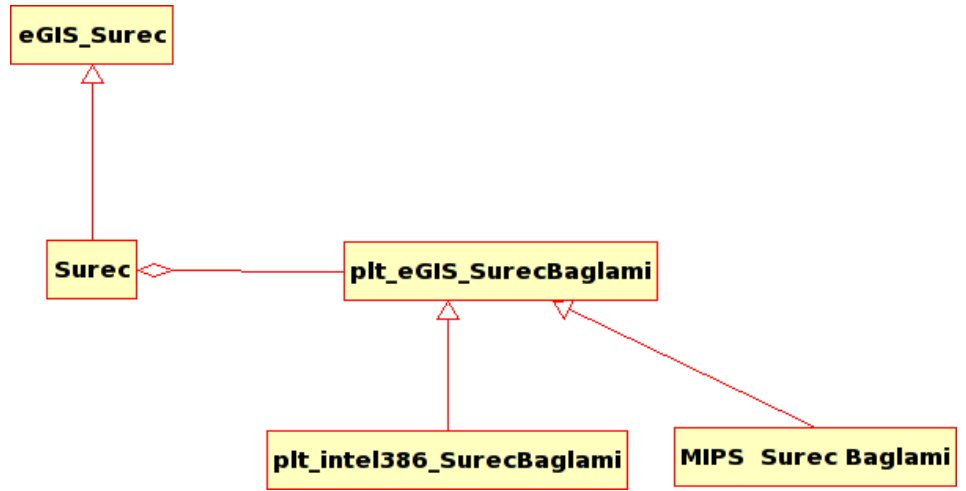 eGIS_Surec
Surec
plt_eGIS_SurecBaglami
plt_intel386_SurecBaglami
MIPS  Surec Baglami